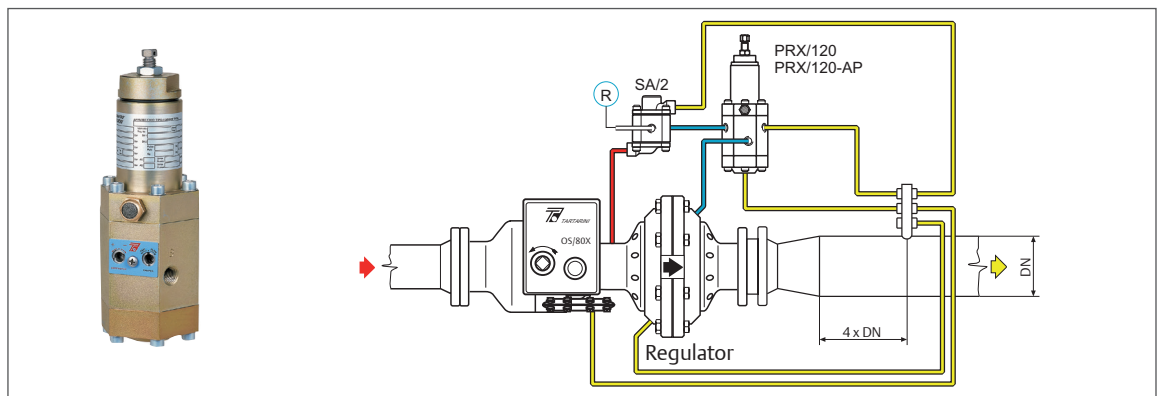 PRX/120
PRX/120-AP
SA/2
R
TARTARINI
OS/80X
DN
4 x DN
Regulator